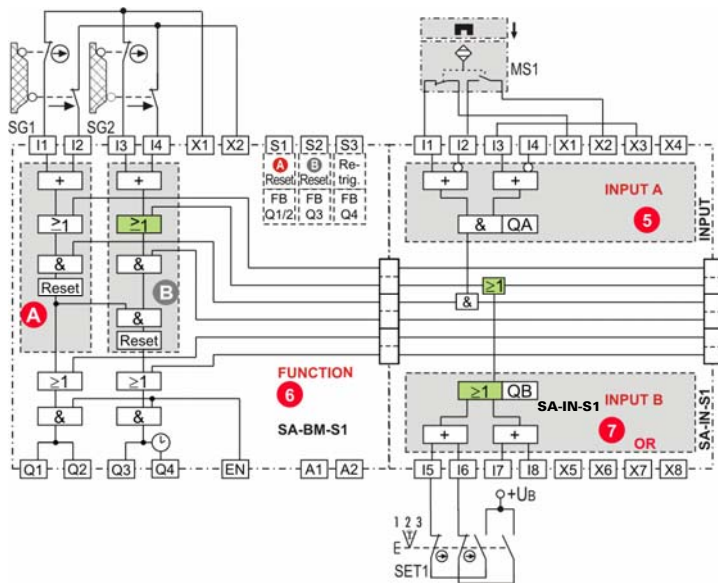 MS1
SG1 SG2
I1 I2 I3 I4 X1 X2 S1 S2 S3
I1 I2 I3 I4 X1 X2 X3 X4
A B Re-
Reset Reset trig.
FB FB FB
Q1/2 Q3 Q4
+ +
≥1 ≥1
& &
Reset
A B
&
Reset
≥1 ≥1
& &
+ + INPUT A
5
& QA
INPUT
≥1
&
FUNCTION
6
SA-BM-S1
≥1 QB INPUT B
SA-IN-S1
7
+ + OR
SA-IN-S1
Q1 Q2 Q3 Q4 EN A1 A2
I5 I6 I7 I8 X5 X6 X7 X8
+UB
1 2 3
E
SET1